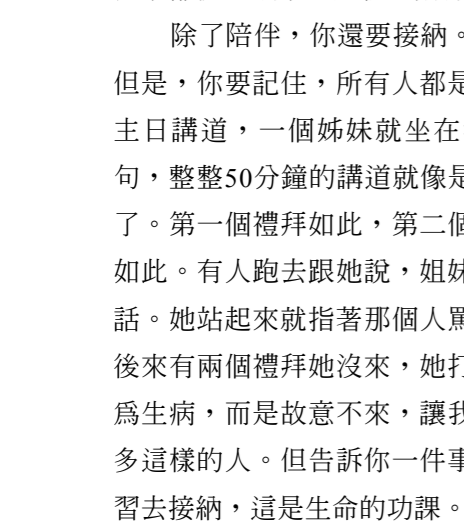 除了陪伴，你還要接納。
但是，你要記住，所有人都是
主日講道，一個姊妹就坐在
句，整整50分鐘的講道就像是
了。第一個禮拜如此，第二個
如此。有人跑去跟她說，姐妹
話。她站起來就指著那個人罵
後來有兩個禮拜她沒來，她打
爲生病，而是故意不來，讓我
多這樣的人。但告訴你一件事
習去接納，這是生命的功課。